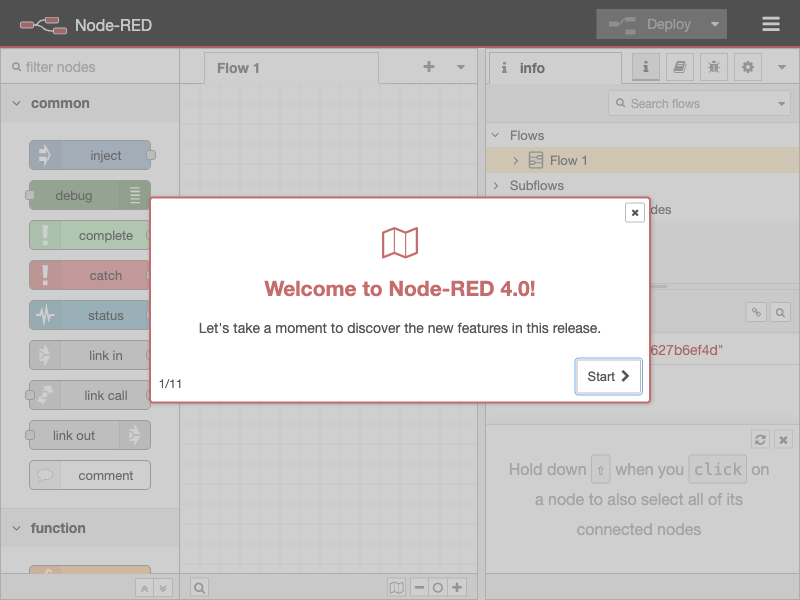 Node-RED
Deploy
filter nodes
Flow 1
info
common
Search flows
Flows
Flow 1
Subflows
inject
debug
complete
catch
status
link in
link call
link out
comment
function
Welcome to Node-RED 4.0!
Let's take a moment to discover the new features in this release.
1/11
Start
627b6ef4d"
Hold down ⇧ when you click on
a node to also select all of its
connected nodes